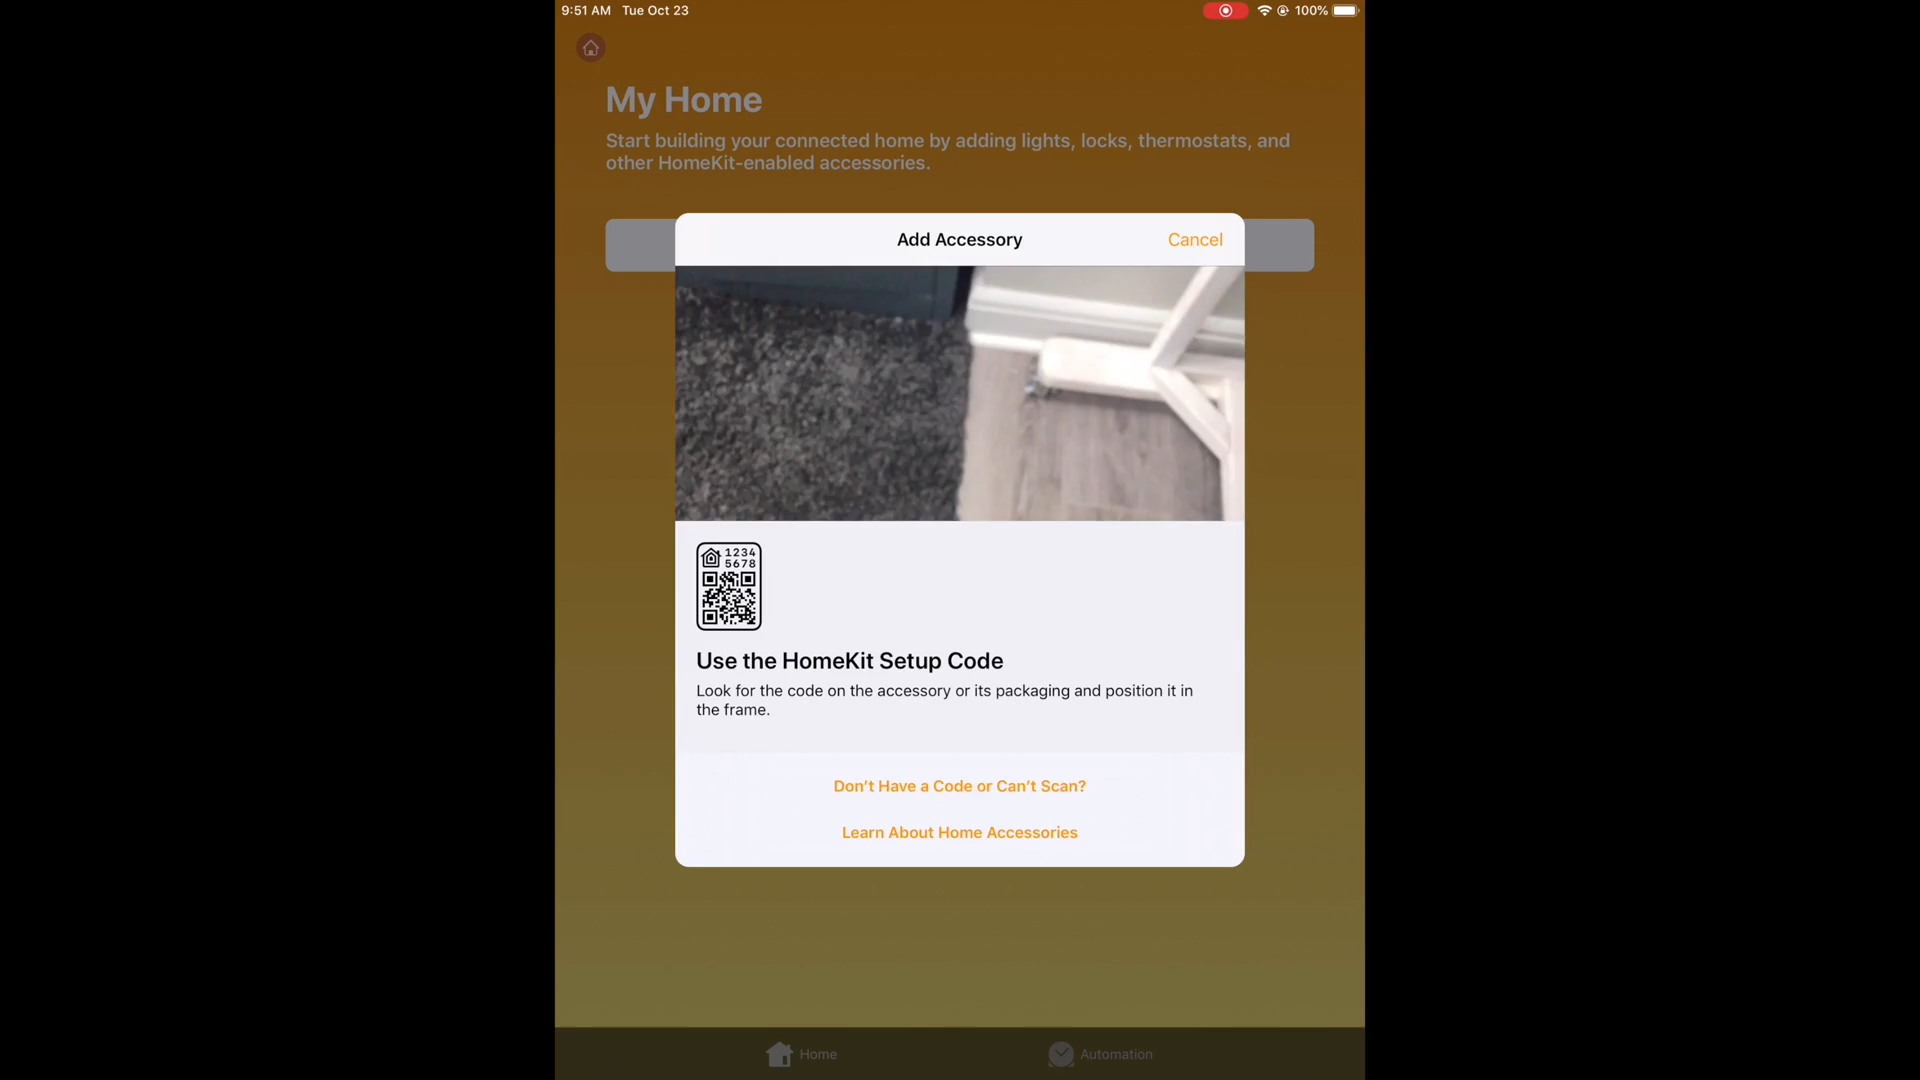 9:51 AM Tue Oct 23
100%
My Home
Start building your connected home by adding lights, locks, thermostats, and
other HomeKit-enabled accessories.
Add Accessory
Cancel
1234
5678
Use the HomeKit Setup Code
Look for the code on the accessory or its packaging and position it in
the frame.
Don’t Have a Code or Can’t Scan?
Learn About Home Accessories
Home
Automation